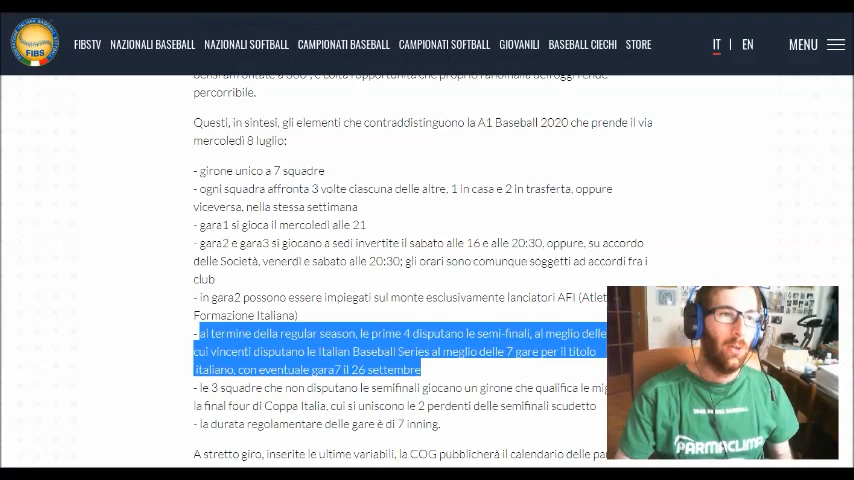 FIBS
FIBSTV NAZIONALI BASEBALL NAZIONALI SOFTBALL CAMPIONATI BASEBALL CAMPIONATI SOFTBALL GIOVANILI BASEBALL CIECHI STORE IT | EN MENU
percorribile.
Questi, in sintesi, gli elementi che contraddistinguono la A1 Baseball 2020 che prende il via
mercoledì 8 luglio:
- girone unico a 7 squadre
- ogni squadra affronta 3 volte ciascuna delle altre, 1 in casa e 2 in trasferta, oppure
viceversa, nella stessa settimana
- gara1 si gioca il mercoledì alle 21
- gara2 e gara3 si giocano a sedi invertite il sabato alle 16 e alle 20:30, oppure, su accordo
delle Società, venerdì e sabato alle 20:30; gli orari sono comunque soggetti ad accordi fra i
club
- in gara2 possono essere impiegati sul monte esclusivamente lanciatori AFI (Atleti
Formazione Italiana)
- al termine della regular season, le prime 4 disputano le semi-finali, al meglio delle
cui vincenti disputano le Italian Baseball Series al meglio delle 7 gare per il titolo
italiano, con eventuale gara7 il 26 settembre
- le 3 squadre che non disputano le semifinali giocano un girone che qualifica le
la final four di Coppa Italia, cui si uniscono le 2 perdenti delle semifinali scudetto
- la durata regolamentare delle gare è di 7 inning.
A stretto giro, inserite le ultime variabili, la COG pubblicherà il calendario delle
PARMACLIMA